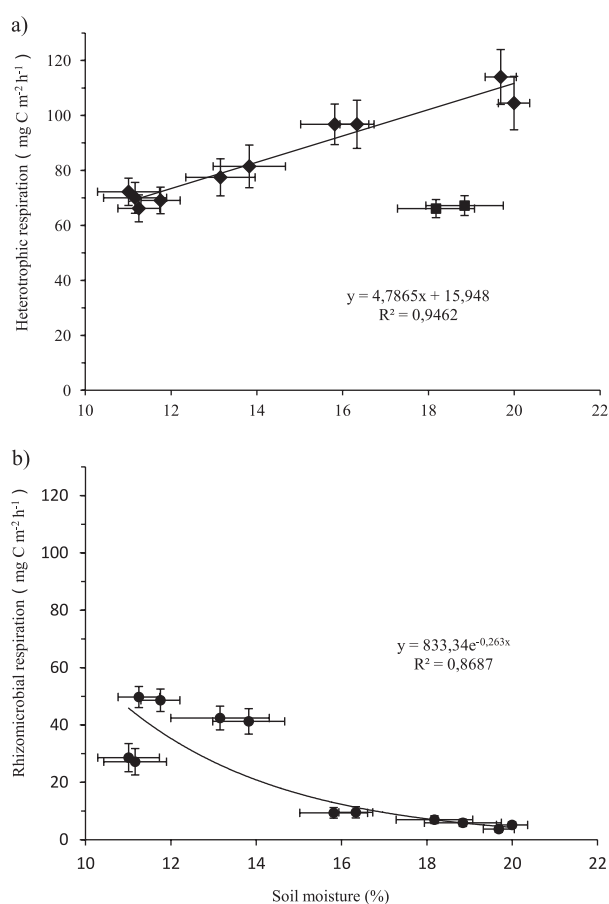 a)
Heterotrophic respiration ( mg C m⁻² h⁻¹ )
120
100
80
60
40
20
0
y = 4,7865x + 15,948
R² = 0,9462
10 12 14 16 18 20 22
b)
Rhizomicrobial respiration ( mg C m⁻² h⁻¹ )
120
100
80
60
40
20
0
y = 833,34e⁻⁰,²⁶³ˣ
R² = 0,8687
10 12 14 16 18 20 22
Soil moisture (%)